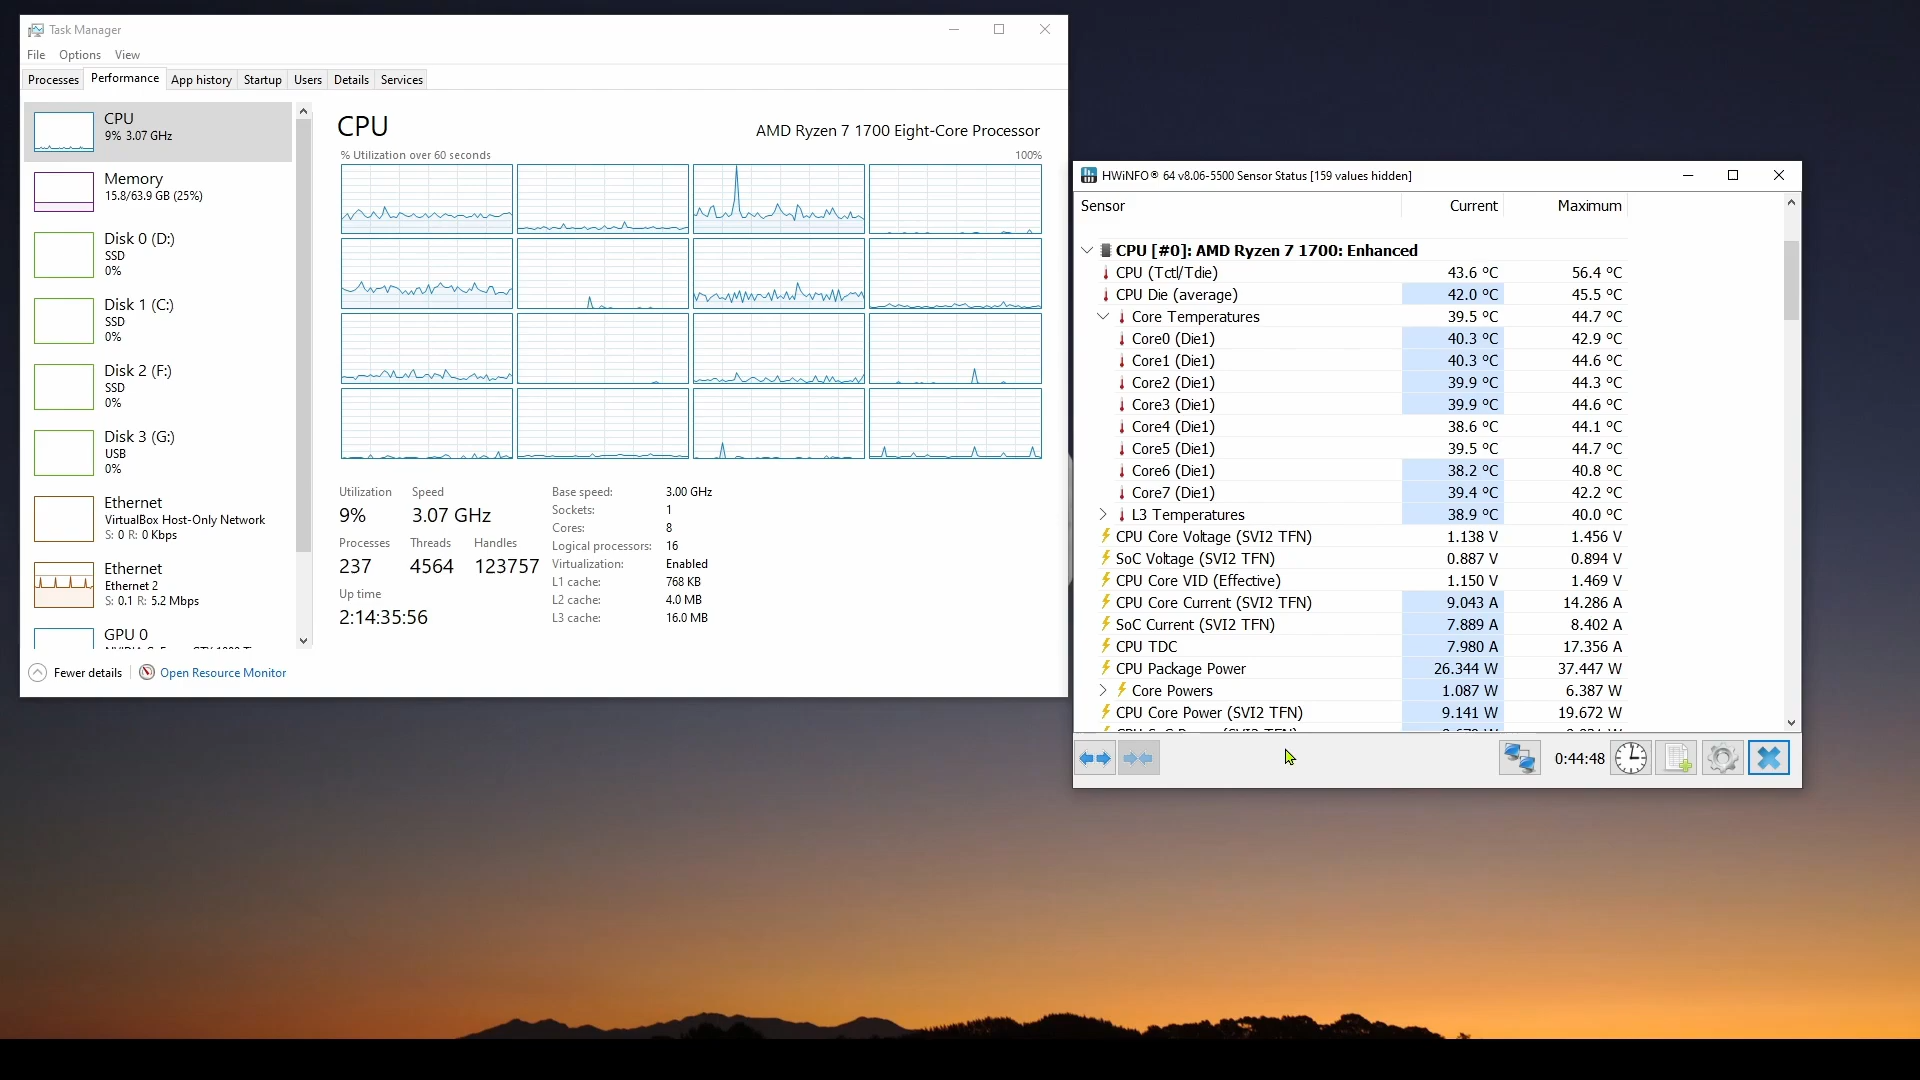 Task Manager
File Options View
Processes Performance App history Startup Users Details Services
CPU
9% 3.07 GHz
Memory
15.8/63.9 GB (25%)
Disk 0 (D:)
SSD
0%
Disk 1 (C:)
SSD
0%
Disk 2 (F:)
SSD
0%
Disk 3 (G:)
USB
0%
Ethernet
VirtualBox Host-Only Network
S: 0 R: 0 Kbps
Ethernet
Ethernet 2
S: 0.1 R: 5.2 Mbps
GPU 0
CPU
AMD Ryzen 7 1700 Eight-Core Processor
% Utilization over 60 seconds 100%
Utilization Speed
9% 3.07 GHz
Processes Threads Handles
237 4564 123757
Up time
2:14:35:56
Base speed: 3.00 GHz
Sockets: 1
Cores: 8
Logical processors: 16
Virtualization: Enabled
L1 cache: 768 KB
L2 cache: 4.0 MB
L3 cache: 16.0 MB
Fewer details Open Resource Monitor
HWiNFO® 64 v8.06-5500 Sensor Status [159 values hidden]
Sensor Current Maximum
CPU [#0]: AMD Ryzen 7 1700: Enhanced
CPU (Tctl/Tdie) 43.6 °C 56.4 °C
CPU Die (average) 42.0 °C 45.5 °C
Core Temperatures 39.5 °C 44.7 °C
Core0 (Die1) 40.3 °C 42.9 °C
Core1 (Die1) 40.3 °C 44.6 °C
Core2 (Die1) 39.9 °C 44.3 °C
Core3 (Die1) 39.9 °C 44.6 °C
Core4 (Die1) 38.6 °C 44.1 °C
Core5 (Die1) 39.5 °C 44.7 °C
Core6 (Die1) 38.2 °C 40.8 °C
Core7 (Die1) 39.4 °C 42.2 °C
L3 Temperatures 38.9 °C 40.0 °C
CPU Core Voltage (SVI2 TFN) 1.138 V 1.456 V
SoC Voltage (SVI2 TFN) 0.887 V 0.894 V
CPU Core VID (Effective) 1.150 V 1.469 V
CPU Core Current (SVI2 TFN) 9.043 A 14.286 A
SoC Current (SVI2 TFN) 7.889 A 8.402 A
CPU TDC 7.980 A 17.356 A
CPU Package Power 26.344 W 37.447 W
Core Powers 1.087 W 6.387 W
CPU Core Power (SVI2 TFN) 9.141 W 19.672 W
0:44:48